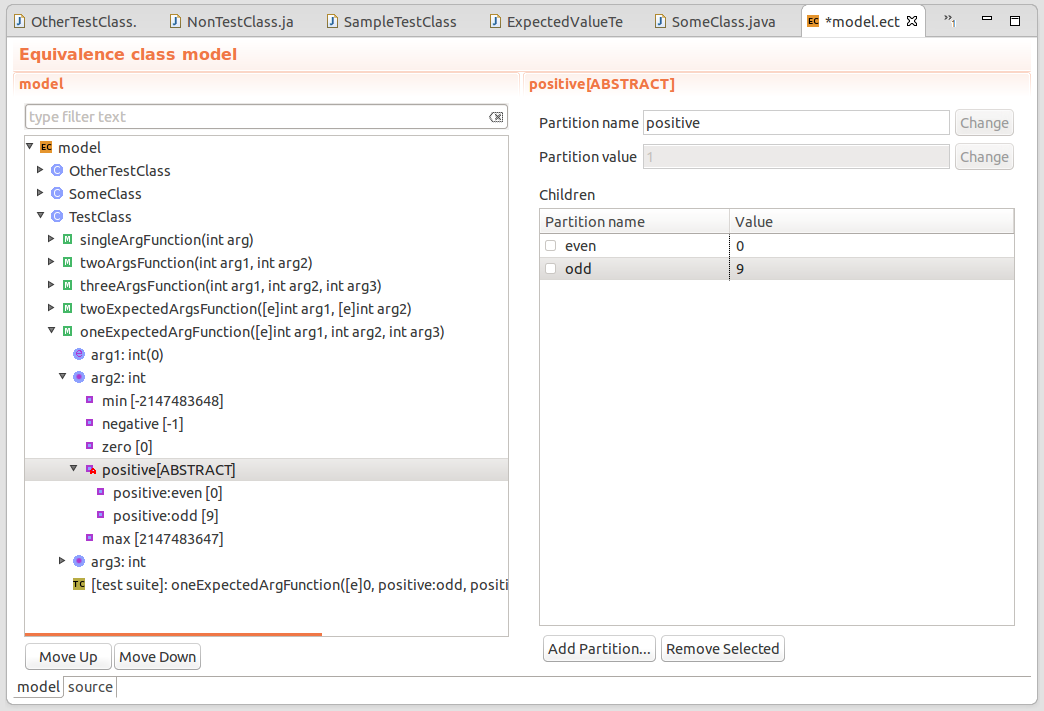 OtherTestClass. NonTestClass.ja SampleTestClass ExpectedValueTe SomeClass.java EC *model.ect »1
Equivalence class model
model
positive[ABSTRACT]
type filter text
Partition name positive Change
Partition value 1 Change
Children
Partition name Value
even 0
odd 9
EC model
C OtherTestClass
C SomeClass
C TestClass
M singleArgFunction(int arg)
M twoArgsFunction(int arg1, int arg2)
M threeArgsFunction(int arg1, int arg2, int arg3)
M twoExpectedArgsFunction([e]int arg1, [e]int arg2)
M oneExpectedArgFunction([e]int arg1, int arg2, int arg3)
e arg1: int(0)
arg2: int
min [-2147483648]
negative [-1]
zero [0]
positive[ABSTRACT]
positive:even [0]
positive:odd [9]
max [2147483647]
arg3: int
TC [test suite]: oneExpectedArgFunction([e]0, positive:odd, positi
Move Up Move Down
Add Partition... Remove Selected
model source